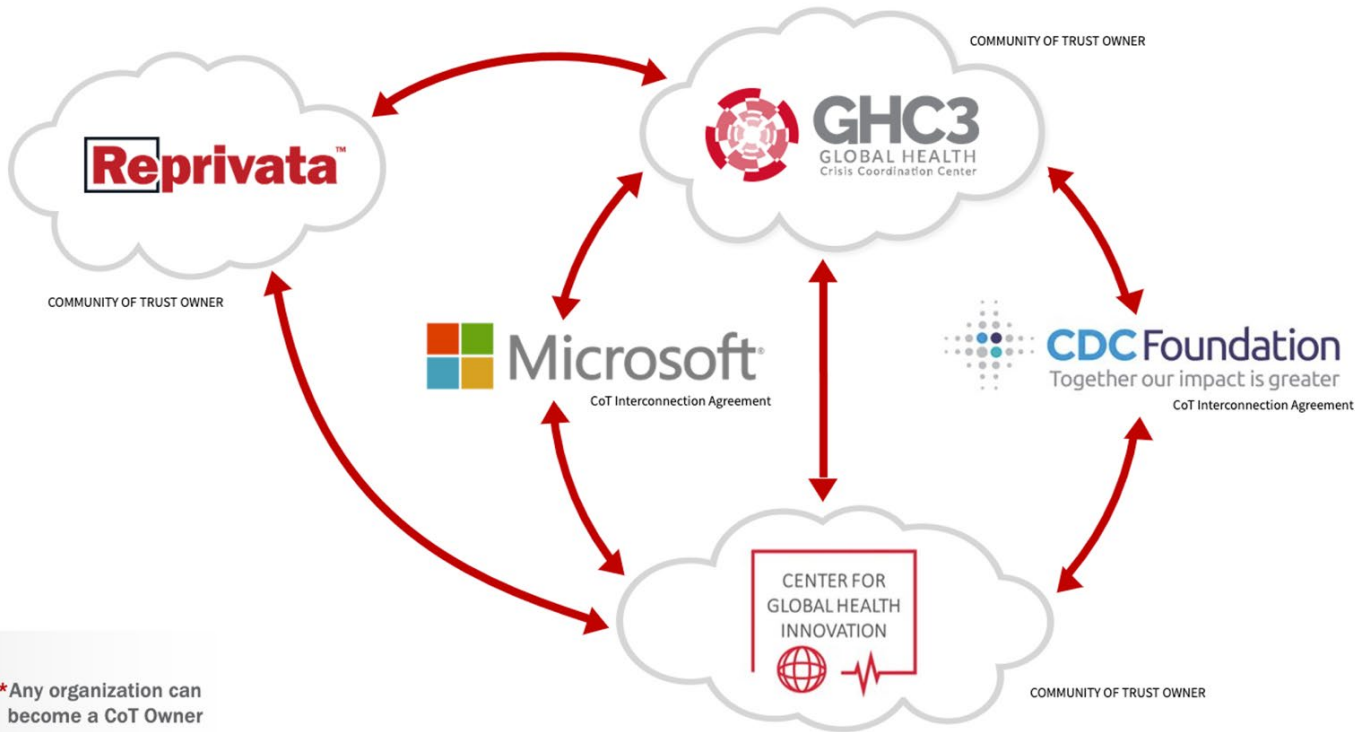 COMMUNITY OF TRUST OWNER
Reprivata™
GHC3
GLOBAL HEALTH
Crisis Coordination Center
COMMUNITY OF TRUST OWNER
Microsoft®
CoT Interconnection Agreement
CDC Foundation
Together our impact is greater
CoT Interconnection Agreement
CENTER FOR
GLOBAL HEALTH
INNOVATION
COMMUNITY OF TRUST OWNER
*Any organization can
become a CoT Owner